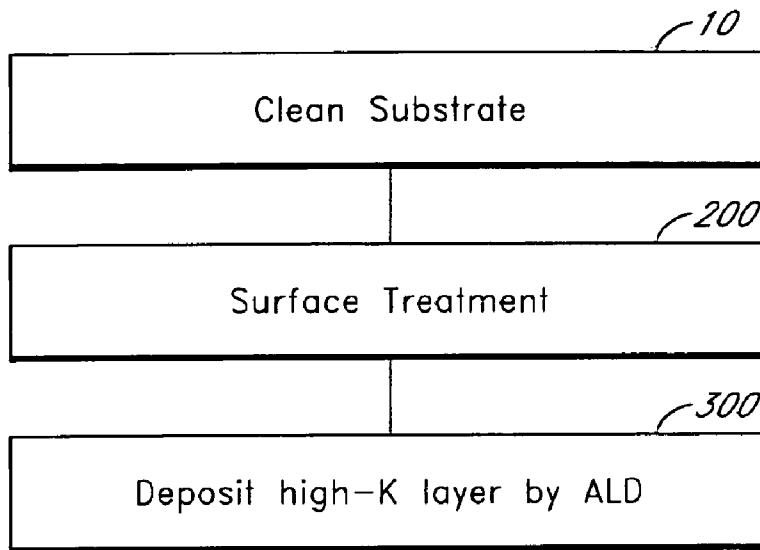 10
Clean Substrate
200
Surface Treatment
300
Deposit high-K layer by ALD